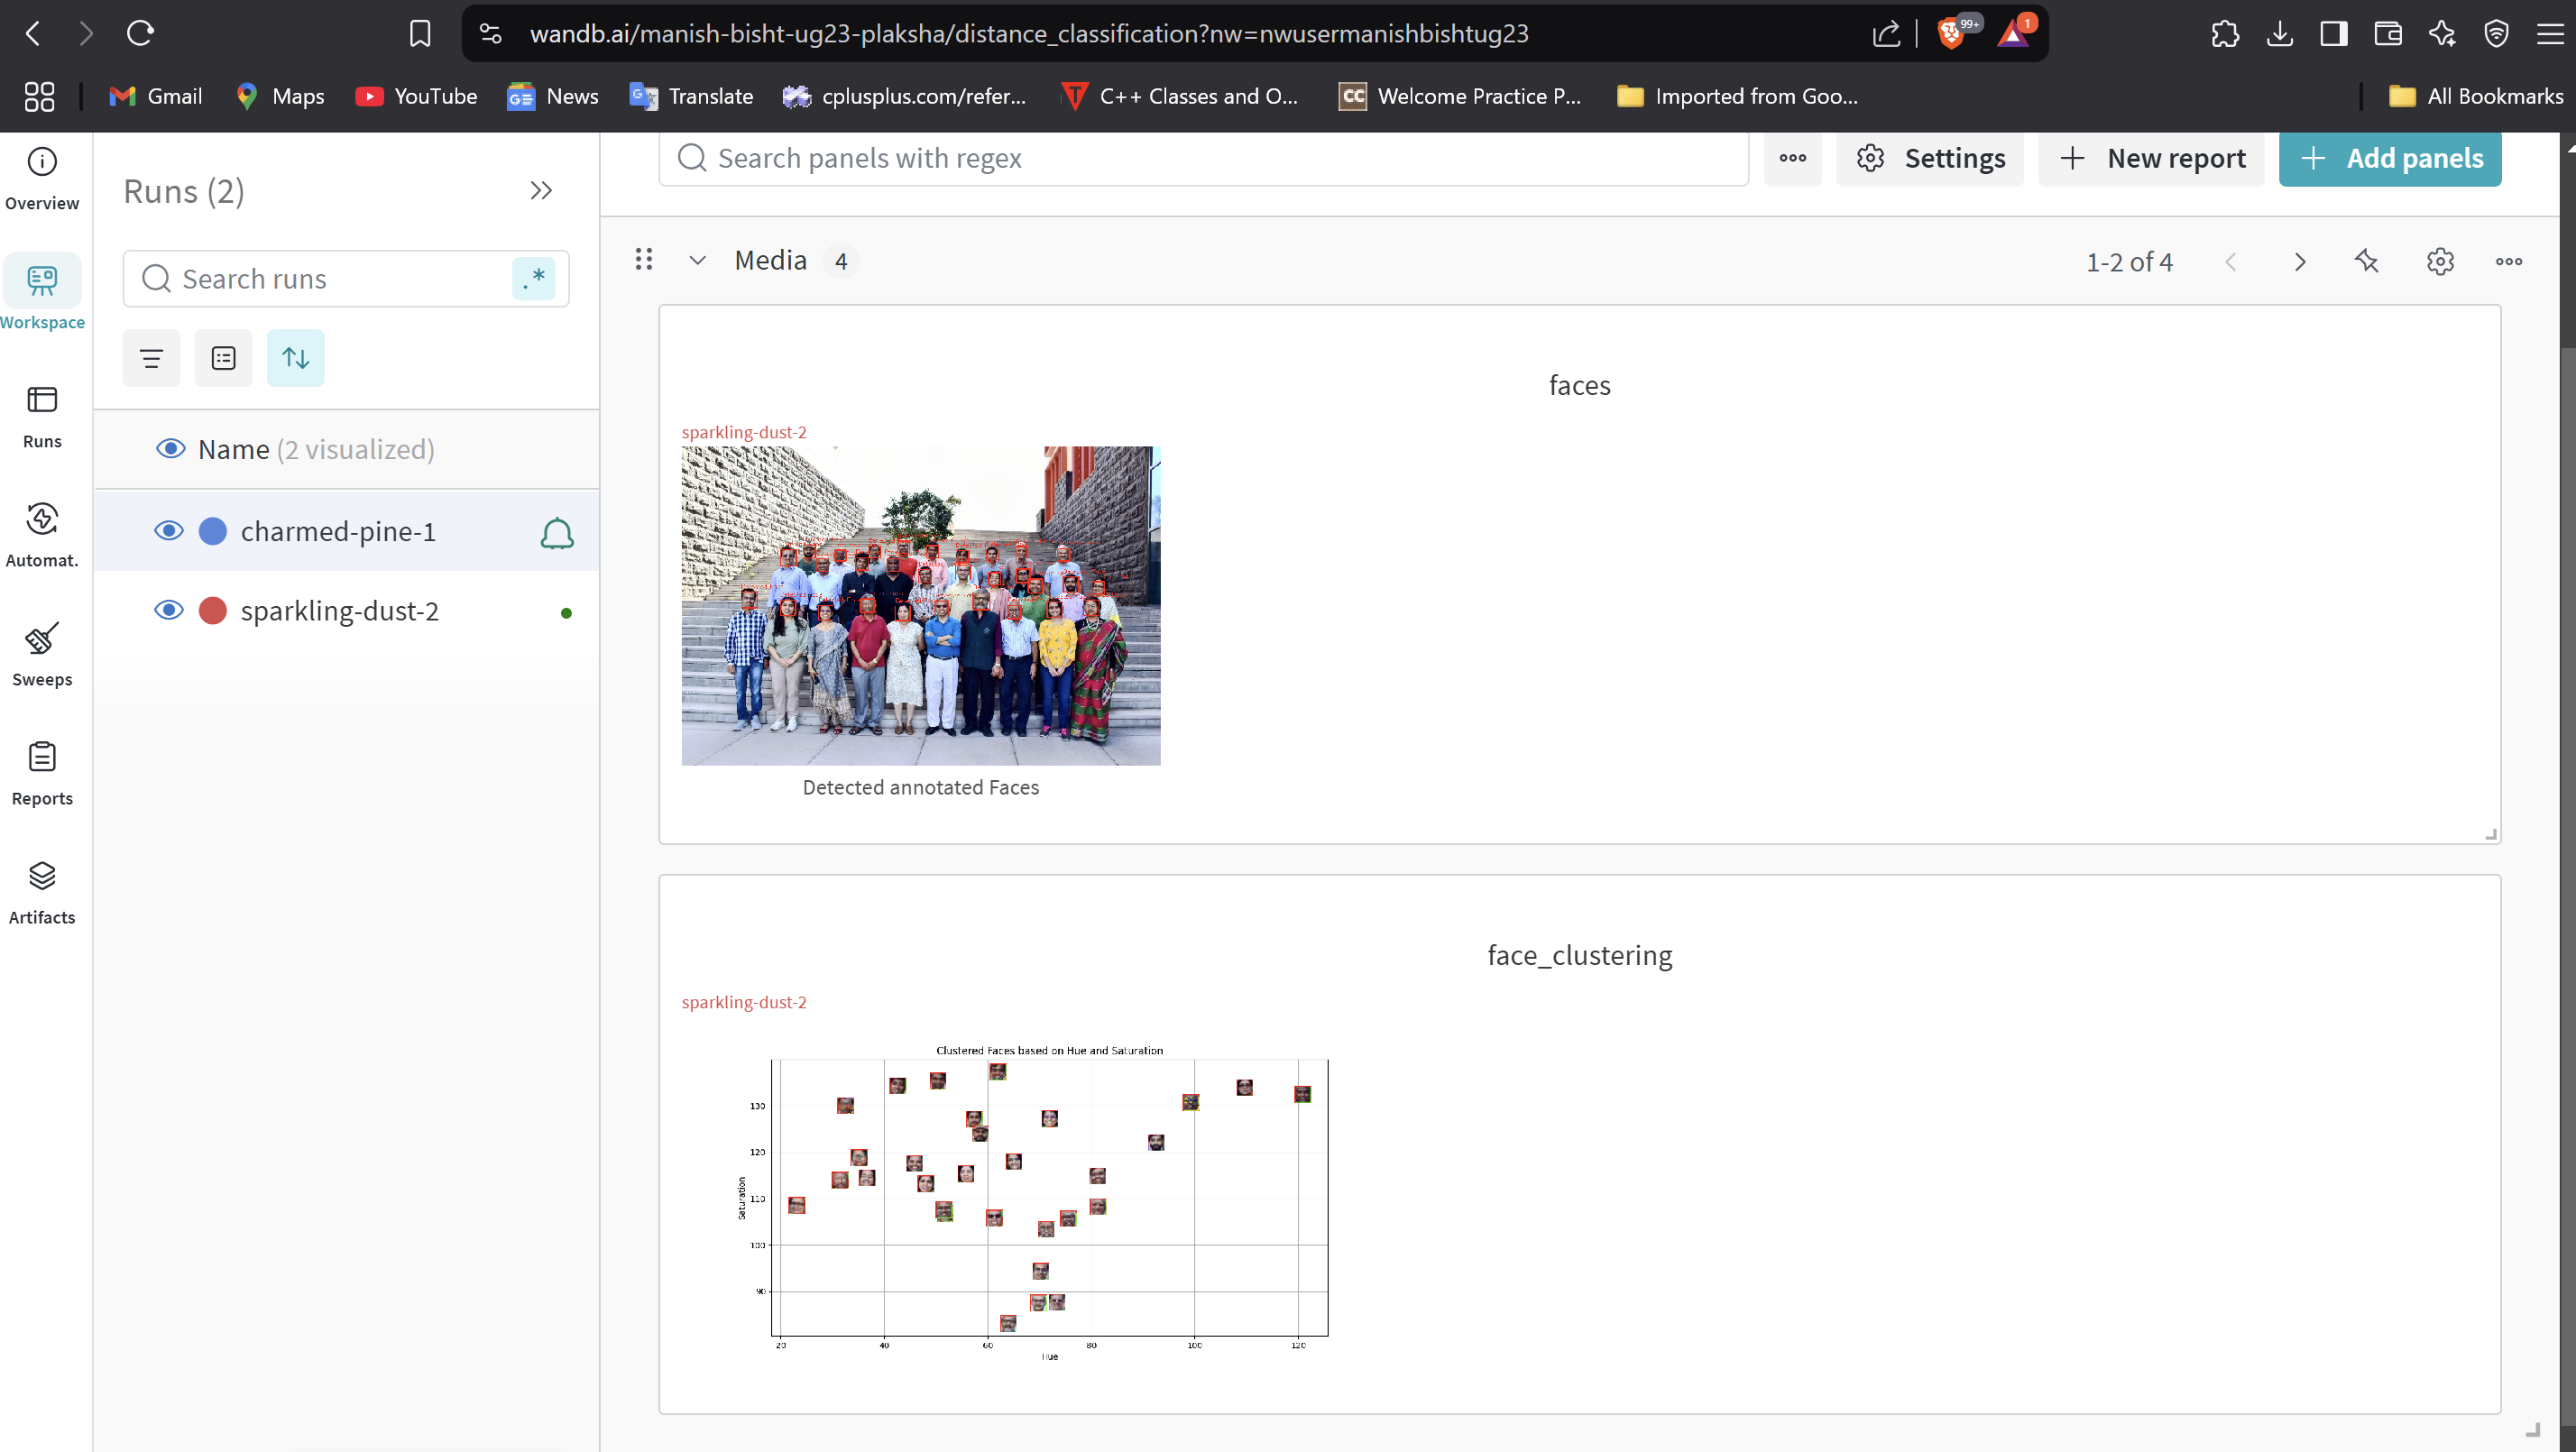 wandb.ai/manish-bisht-ug23-plaksha/distance_classification?nw=nwusermanishbishtug23
99+
1
Gmail
Maps
YouTube
News
Translate
cplusplus.com/refer...
C++ Classes and O...
Welcome Practice P...
Imported from Goo...
All Bookmarks
Overview
Workspace
Runs
Automat.
Sweeps
Reports
Artifacts
Runs (2)
Search runs
.*
Name (2 visualized)
charmed-pine-1
sparkling-dust-2
Search panels with regex
Settings
New report
Add panels
Media 4
1-2 of 4
faces
sparkling-dust-2
Detected annotated Faces
face_clustering
sparkling-dust-2
Clustered Faces based on Hue and Saturation
Saturation
130
120
110
100
90
20 40 60 80 100 120
Hue